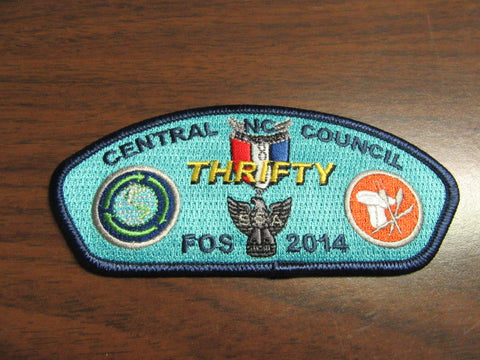 CENTRAL NC COUNCIL
THRIFTY
FOS 2014